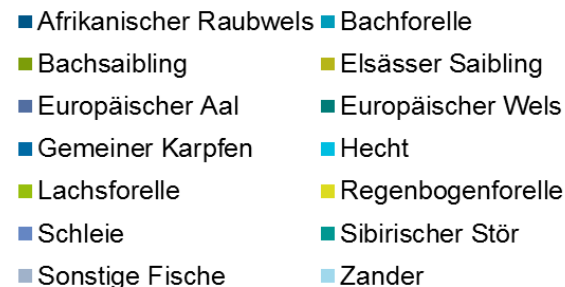 Afrikanischer Raubwels Bachforelle
Bachsaibling Elsässer Saibling
Europäischer Aal Europäischer Wels
Gemeiner Karpfen Hecht
Lachsforelle Regenbogenforelle
Schleie Sibirischer Stör
Sonstige Fische Zander